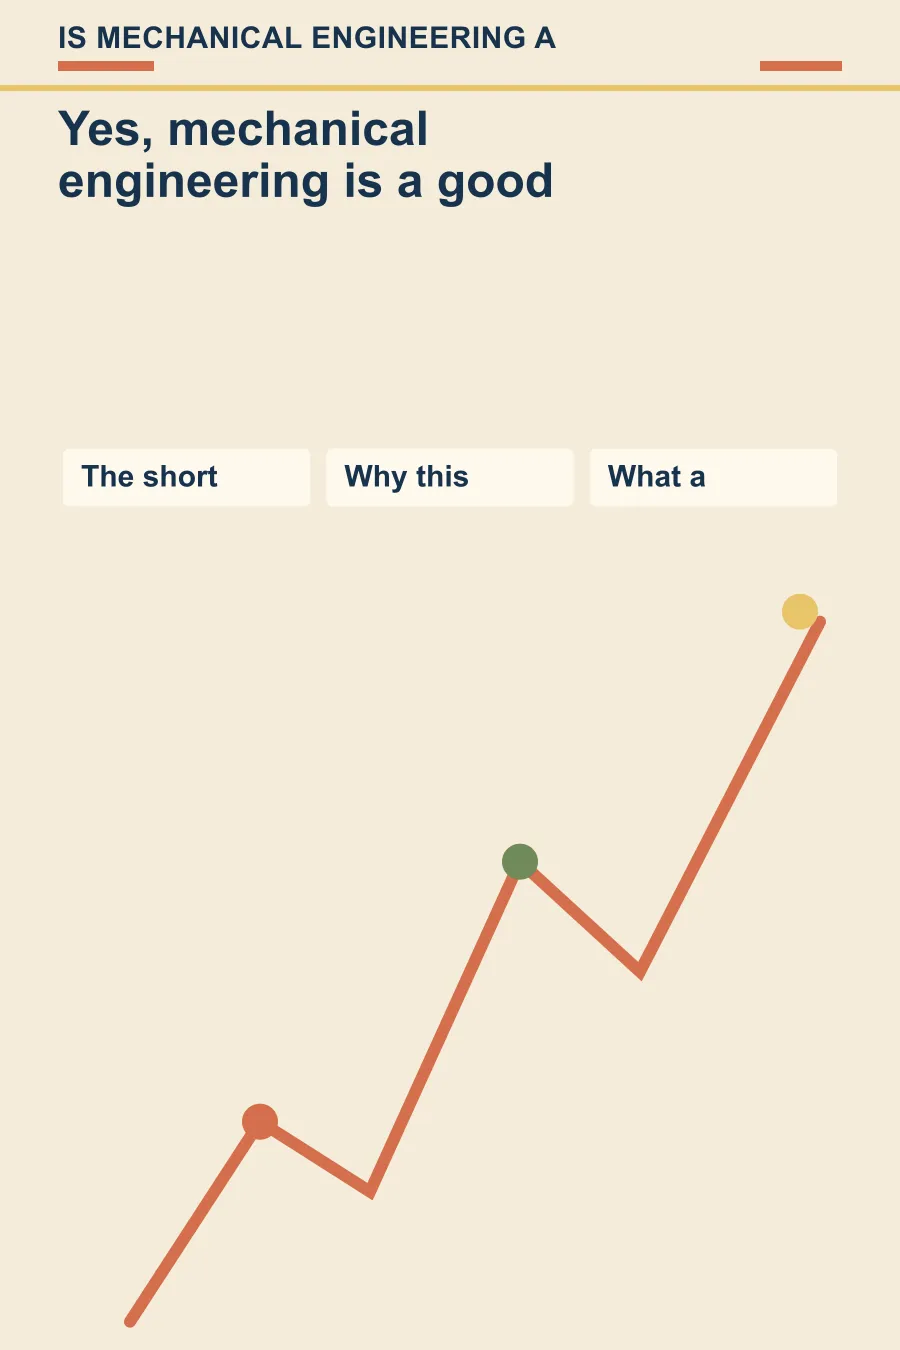 IS MECHANICAL ENGINEERING A
Yes, mechanical
engineering is a good
The short
Why this
What a